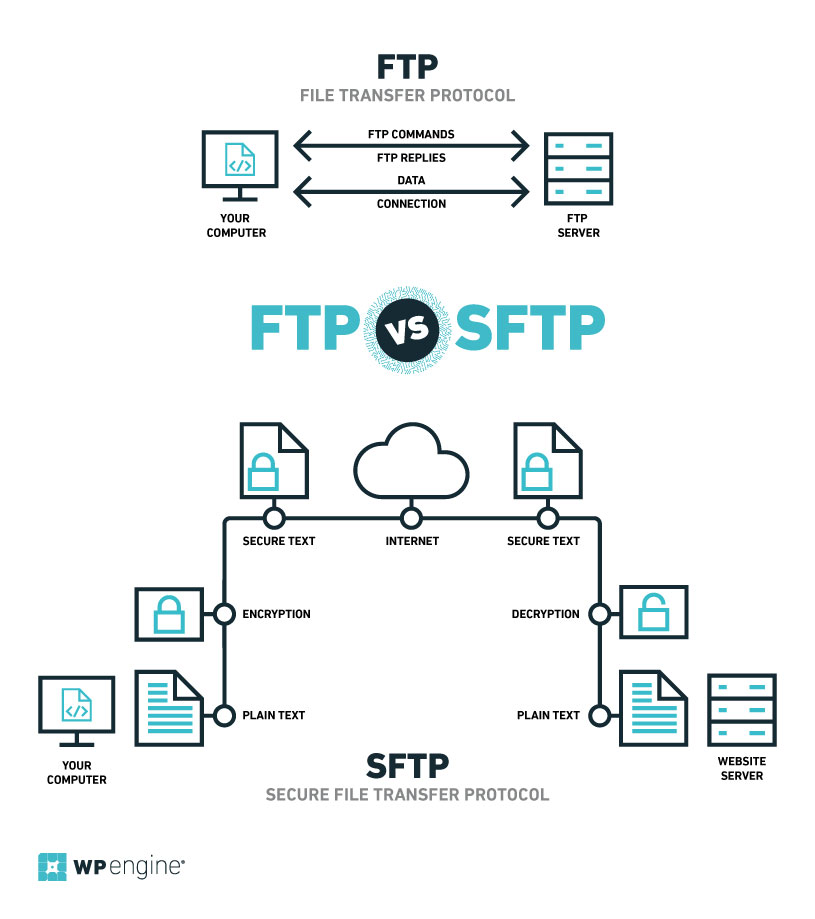 FTP
FILE TRANSFER PROTOCOL
FTP COMMANDS
FTP REPLIES
DATA
CONNECTION
YOUR
COMPUTER
FTP
SERVER
</>
FTP VS SFTP
SECURE TEXT
INTERNET
SECURE TEXT
ENCRYPTION
DECRYPTION
</>
PLAIN TEXT
PLAIN TEXT
YOUR
COMPUTER
WEBSITE
SERVER
SFTP
SECURE FILE TRANSFER PROTOCOL
WP engine®